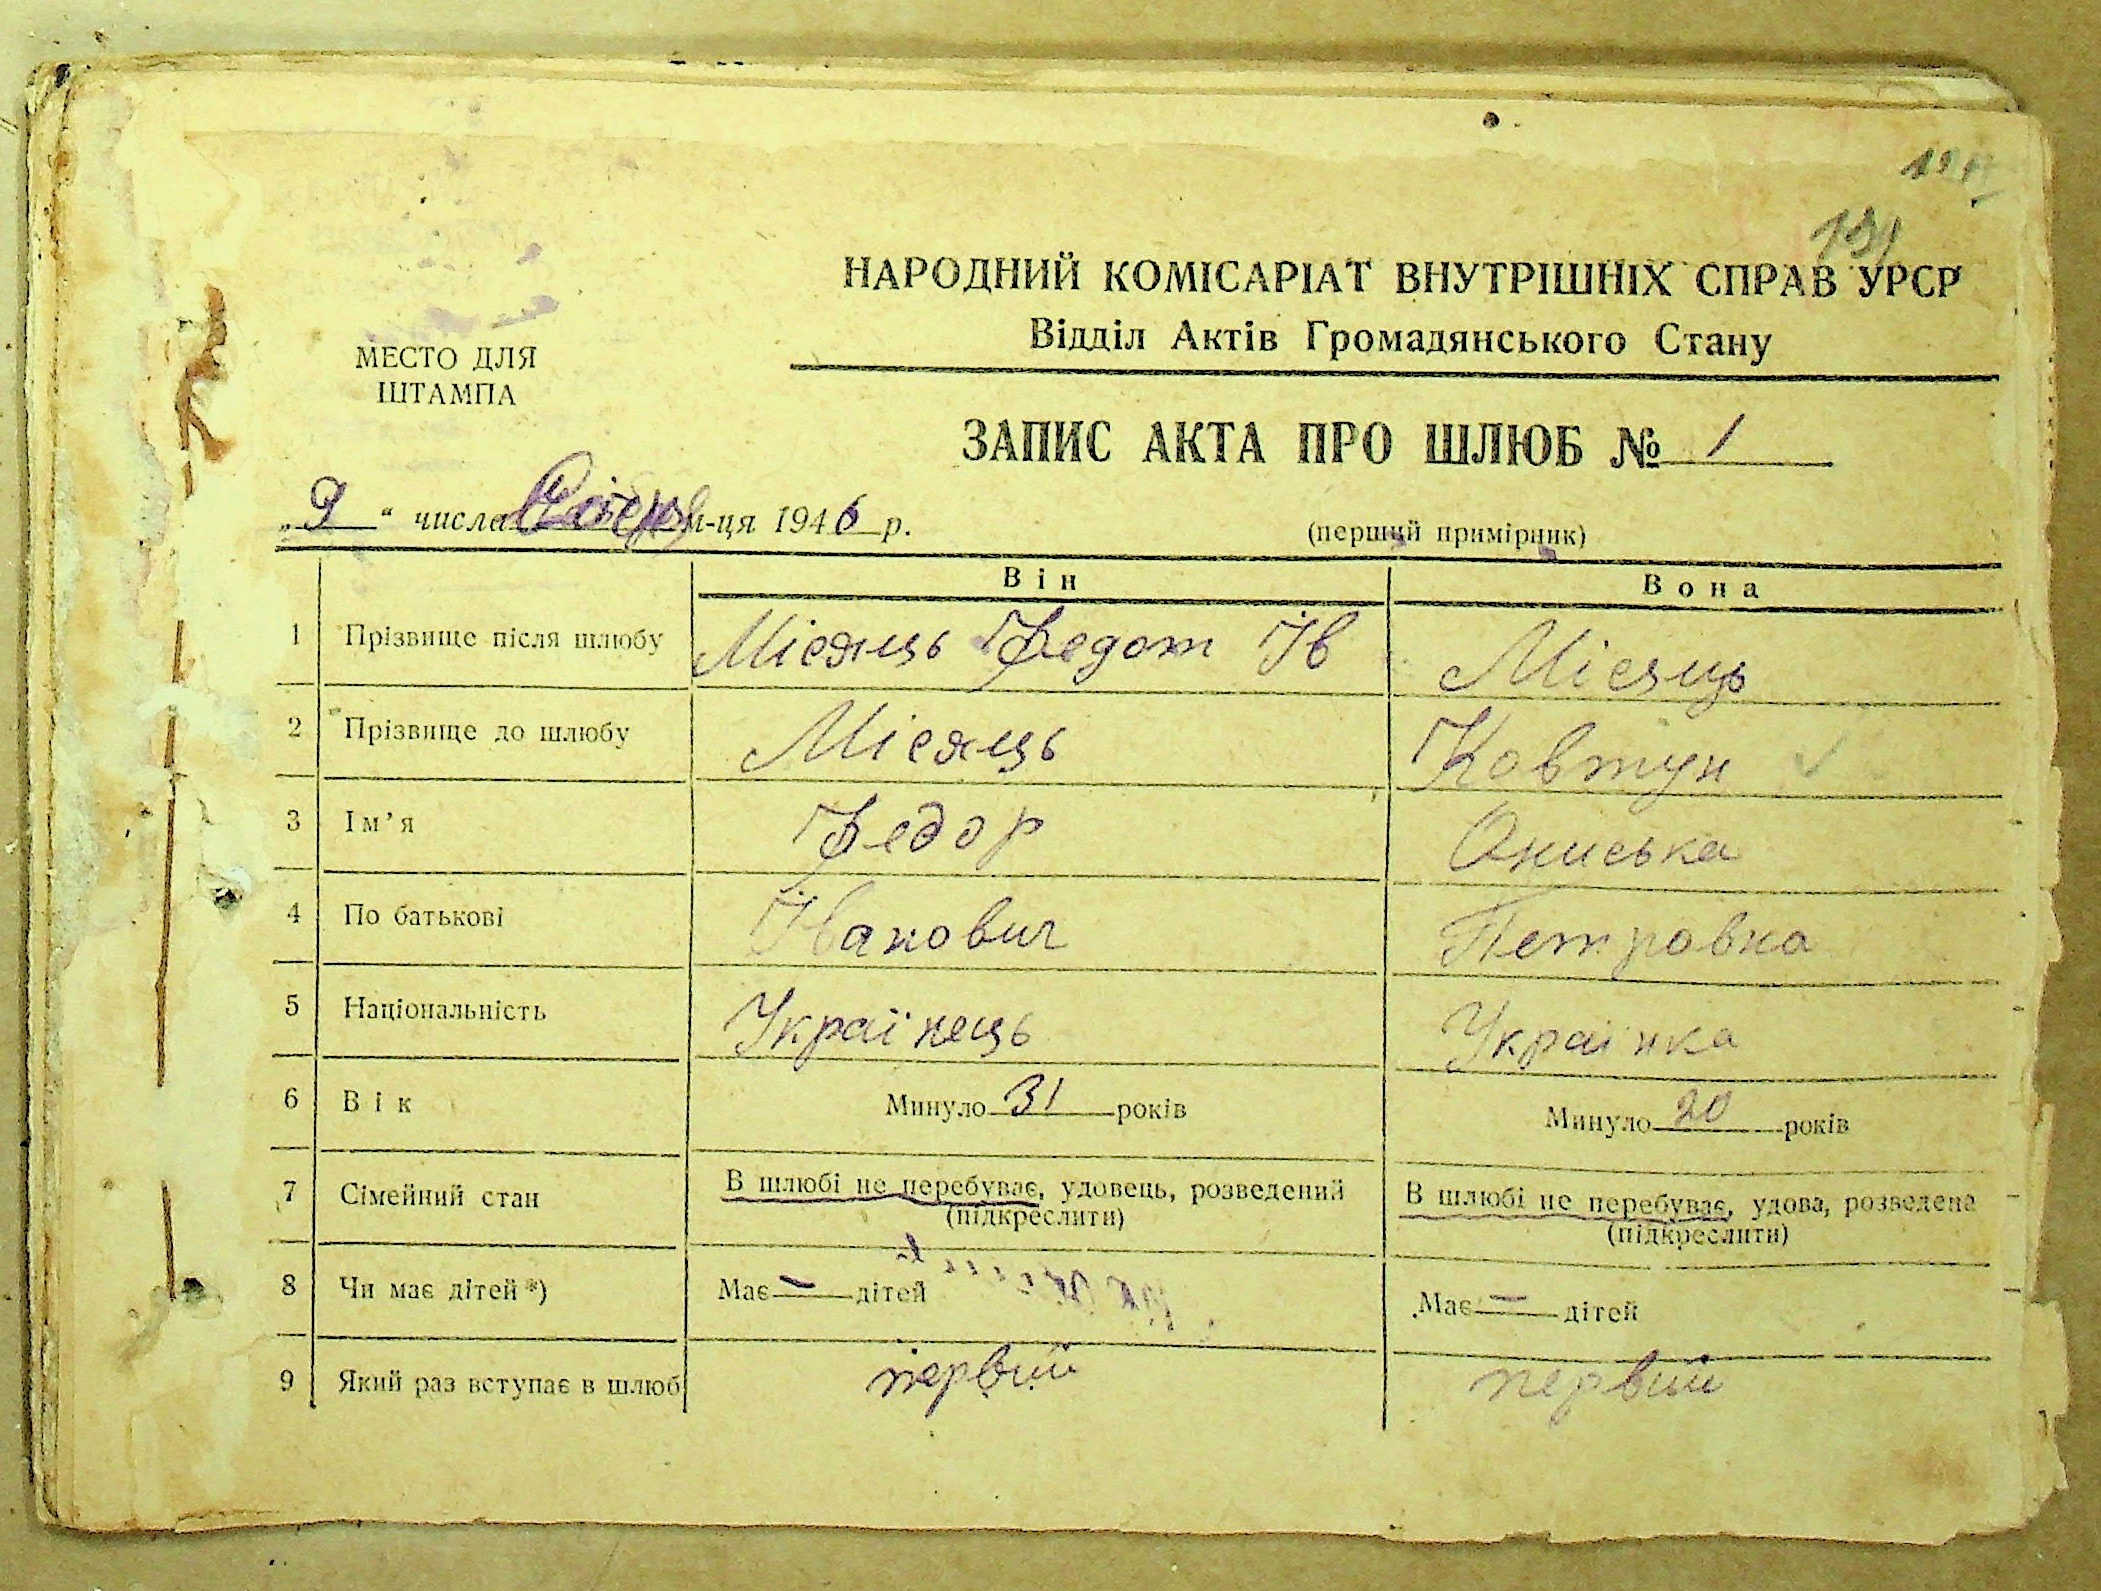 191
НАРОДНИЙ КОМІСАРІАТ ВНУТРІШНІХ СПРАВ УРСР
Відділ Актів Громадянського Стану
МЕСТО ДЛЯ
ШТАМПА
ЗАПИС АКТА ПРО ШЛЮБ № 1
„9“ числа м-ця 1946 р.
(перший примірник)
Він Вона
1 Прізвище після шлюбу Місяць Федот Ів Місяць
2 Прізвище до шлюбу Місяць Ковтун
3 Ім’я Федор Ониська
4 По батькові Іванович Петровна
5 Національність Українець Українка
6 Вік Минуло 31 років Минуло 20 років
7 Сімейний стан В шлюбі не перебуває, удовець, розведений В шлюбі не перебуває, удова, розведена
(підкреслити) (підкреслити)
8 Чи має дітей *) Має — дітей Має — дітей
9 Який раз вступає в шлюб первий первий